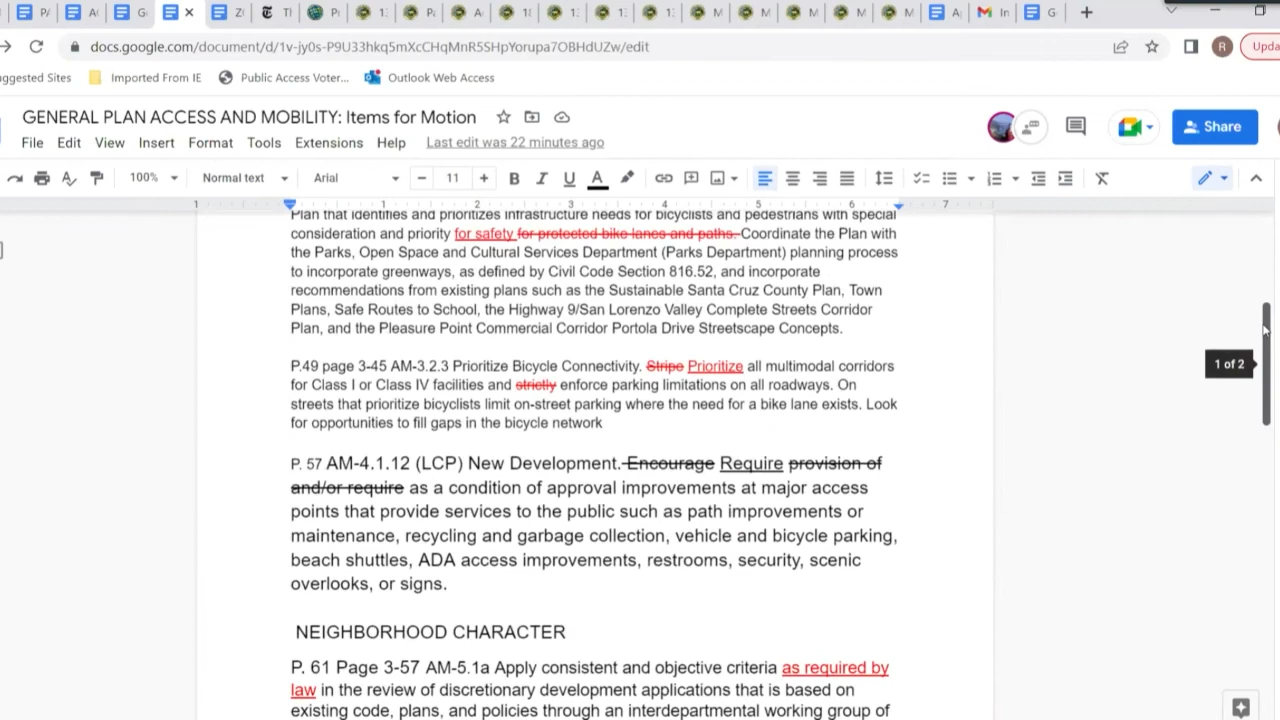 docs.google.com/document/d/1v-jy0s-P9U33hkq5mXcCHqMnR5SHpYorupa7OBHdUZw/edit
R
Upda
ggested Sites Imported From IE Public Access Voter... Outlook Web Access
GENERAL PLAN ACCESS AND MOBILITY: Items for Motion
File Edit View Insert Format Tools Extensions Help Last edit was 22 minutes ago
Share
100% Normal text Arial 11 B I U A
1 1 2 3 4 5 6 7
Plan that identifies and prioritizes infrastructure needs for bicyclists and pedestrians with special
consideration and priority for safety for protected bike lanes and paths. Coordinate the Plan with
the Parks, Open Space and Cultural Services Department (Parks Department) planning process
to incorporate greenways, as defined by Civil Code Section 816.52, and incorporate
recommendations from existing plans such as the Sustainable Santa Cruz County Plan, Town
Plans, Safe Routes to School, the Highway 9/San Lorenzo Valley Complete Streets Corridor
Plan, and the Pleasure Point Commercial Corridor Portola Drive Streetscape Concepts.
P.49 page 3-45 AM-3.2.3 Prioritize Bicycle Connectivity. Stripe Prioritize all multimodal corridors
for Class I or Class IV facilities and strictly enforce parking limitations on all roadways. On
streets that prioritize bicyclists limit on-street parking where the need for a bike lane exists. Look
for opportunities to fill gaps in the bicycle network
1 of 2
P. 57 AM-4.1.12 (LCP) New Development. Encourage Require provision of
and/or require as a condition of approval improvements at major access
points that provide services to the public such as path improvements or
maintenance, recycling and garbage collection, vehicle and bicycle parking,
beach shuttles, ADA access improvements, restrooms, security, scenic
overlooks, or signs.
NEIGHBORHOOD CHARACTER
P. 61 Page 3-57 AM-5.1a Apply consistent and objective criteria as required by
law in the review of discretionary development applications that is based on
existing code, plans, and policies through an interdepartmental working group of